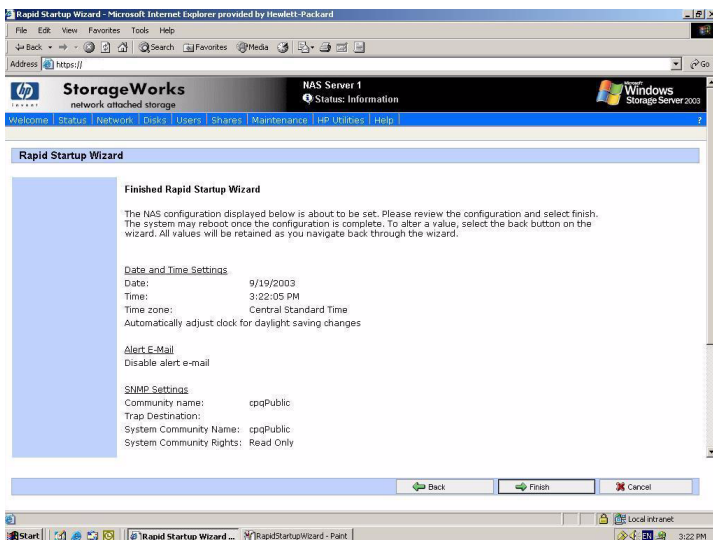 Rapid Startup Wizard - Microsoft Internet Explorer provided by Hewlett-Packard
File Edit View Favorites Tools Help
Back Search Favorites Media
Address https:// Go
hp StorageWorks NAS Server 1 Microsoft Windows
invent network attached storage Status: Information Storage Server 2003
Welcome | Status | Network | Disks | Users | Shares | Maintenance | HP Utilities | Help | ?
Rapid Startup Wizard
Finished Rapid Startup Wizard
The NAS configuration displayed below is about to be set. Please review the configuration and select finish.
The system may reboot once the configuration is complete. To alter a value, select the back button on the
wizard. All values will be retained as you navigate back through the wizard.
Date and Time Settings
Date: 9/19/2003
Time: 3:22:05 PM
Time zone: Central Standard Time
Automatically adjust clock for daylight saving changes
Alert E-Mail
Disable alert e-mail
SNMP Settings
Community name: cpqPublic
Trap Destination:
System Community Name: cpqPublic
System Community Rights: Read Only
Back Finish Cancel
Local intranet
Start Rapid Startup Wizard ... RapidStartupWizard - Paint EN 3:22 PM